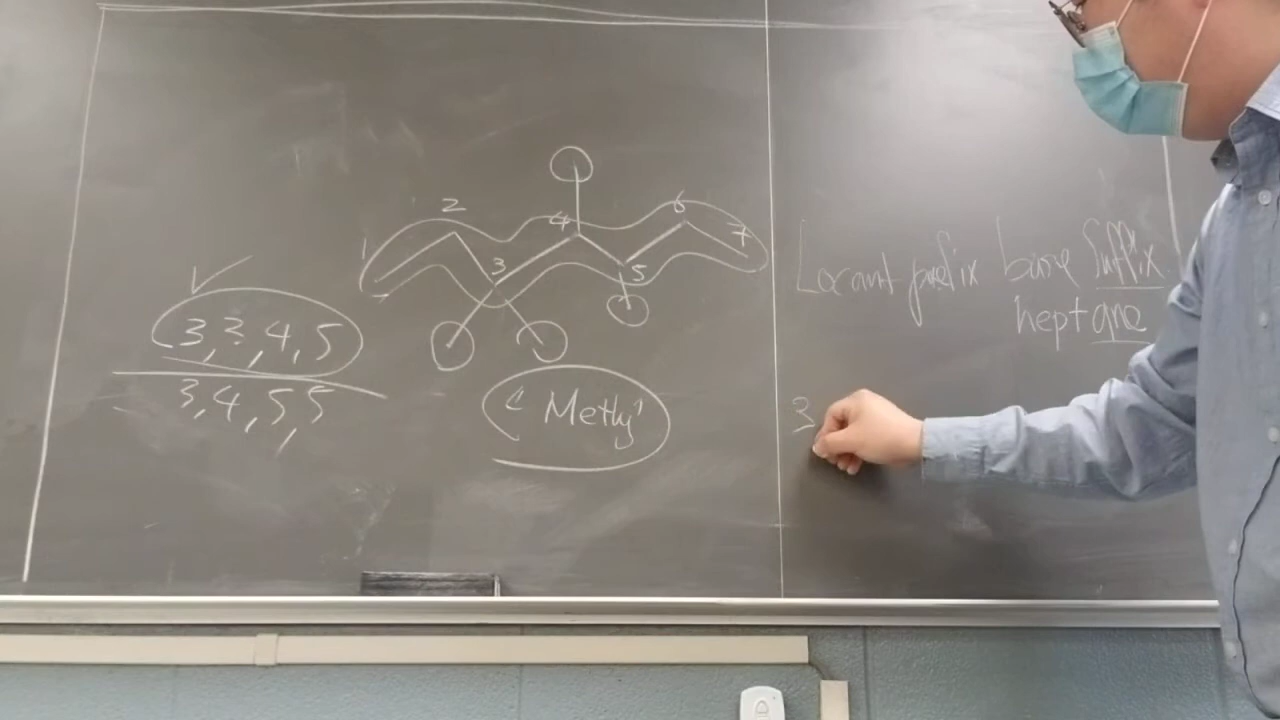 1 2 3 4 5 6 7
3,3,4,5
3,4,5,5
Methyl
Locant prefix base Suffix
heptane
3